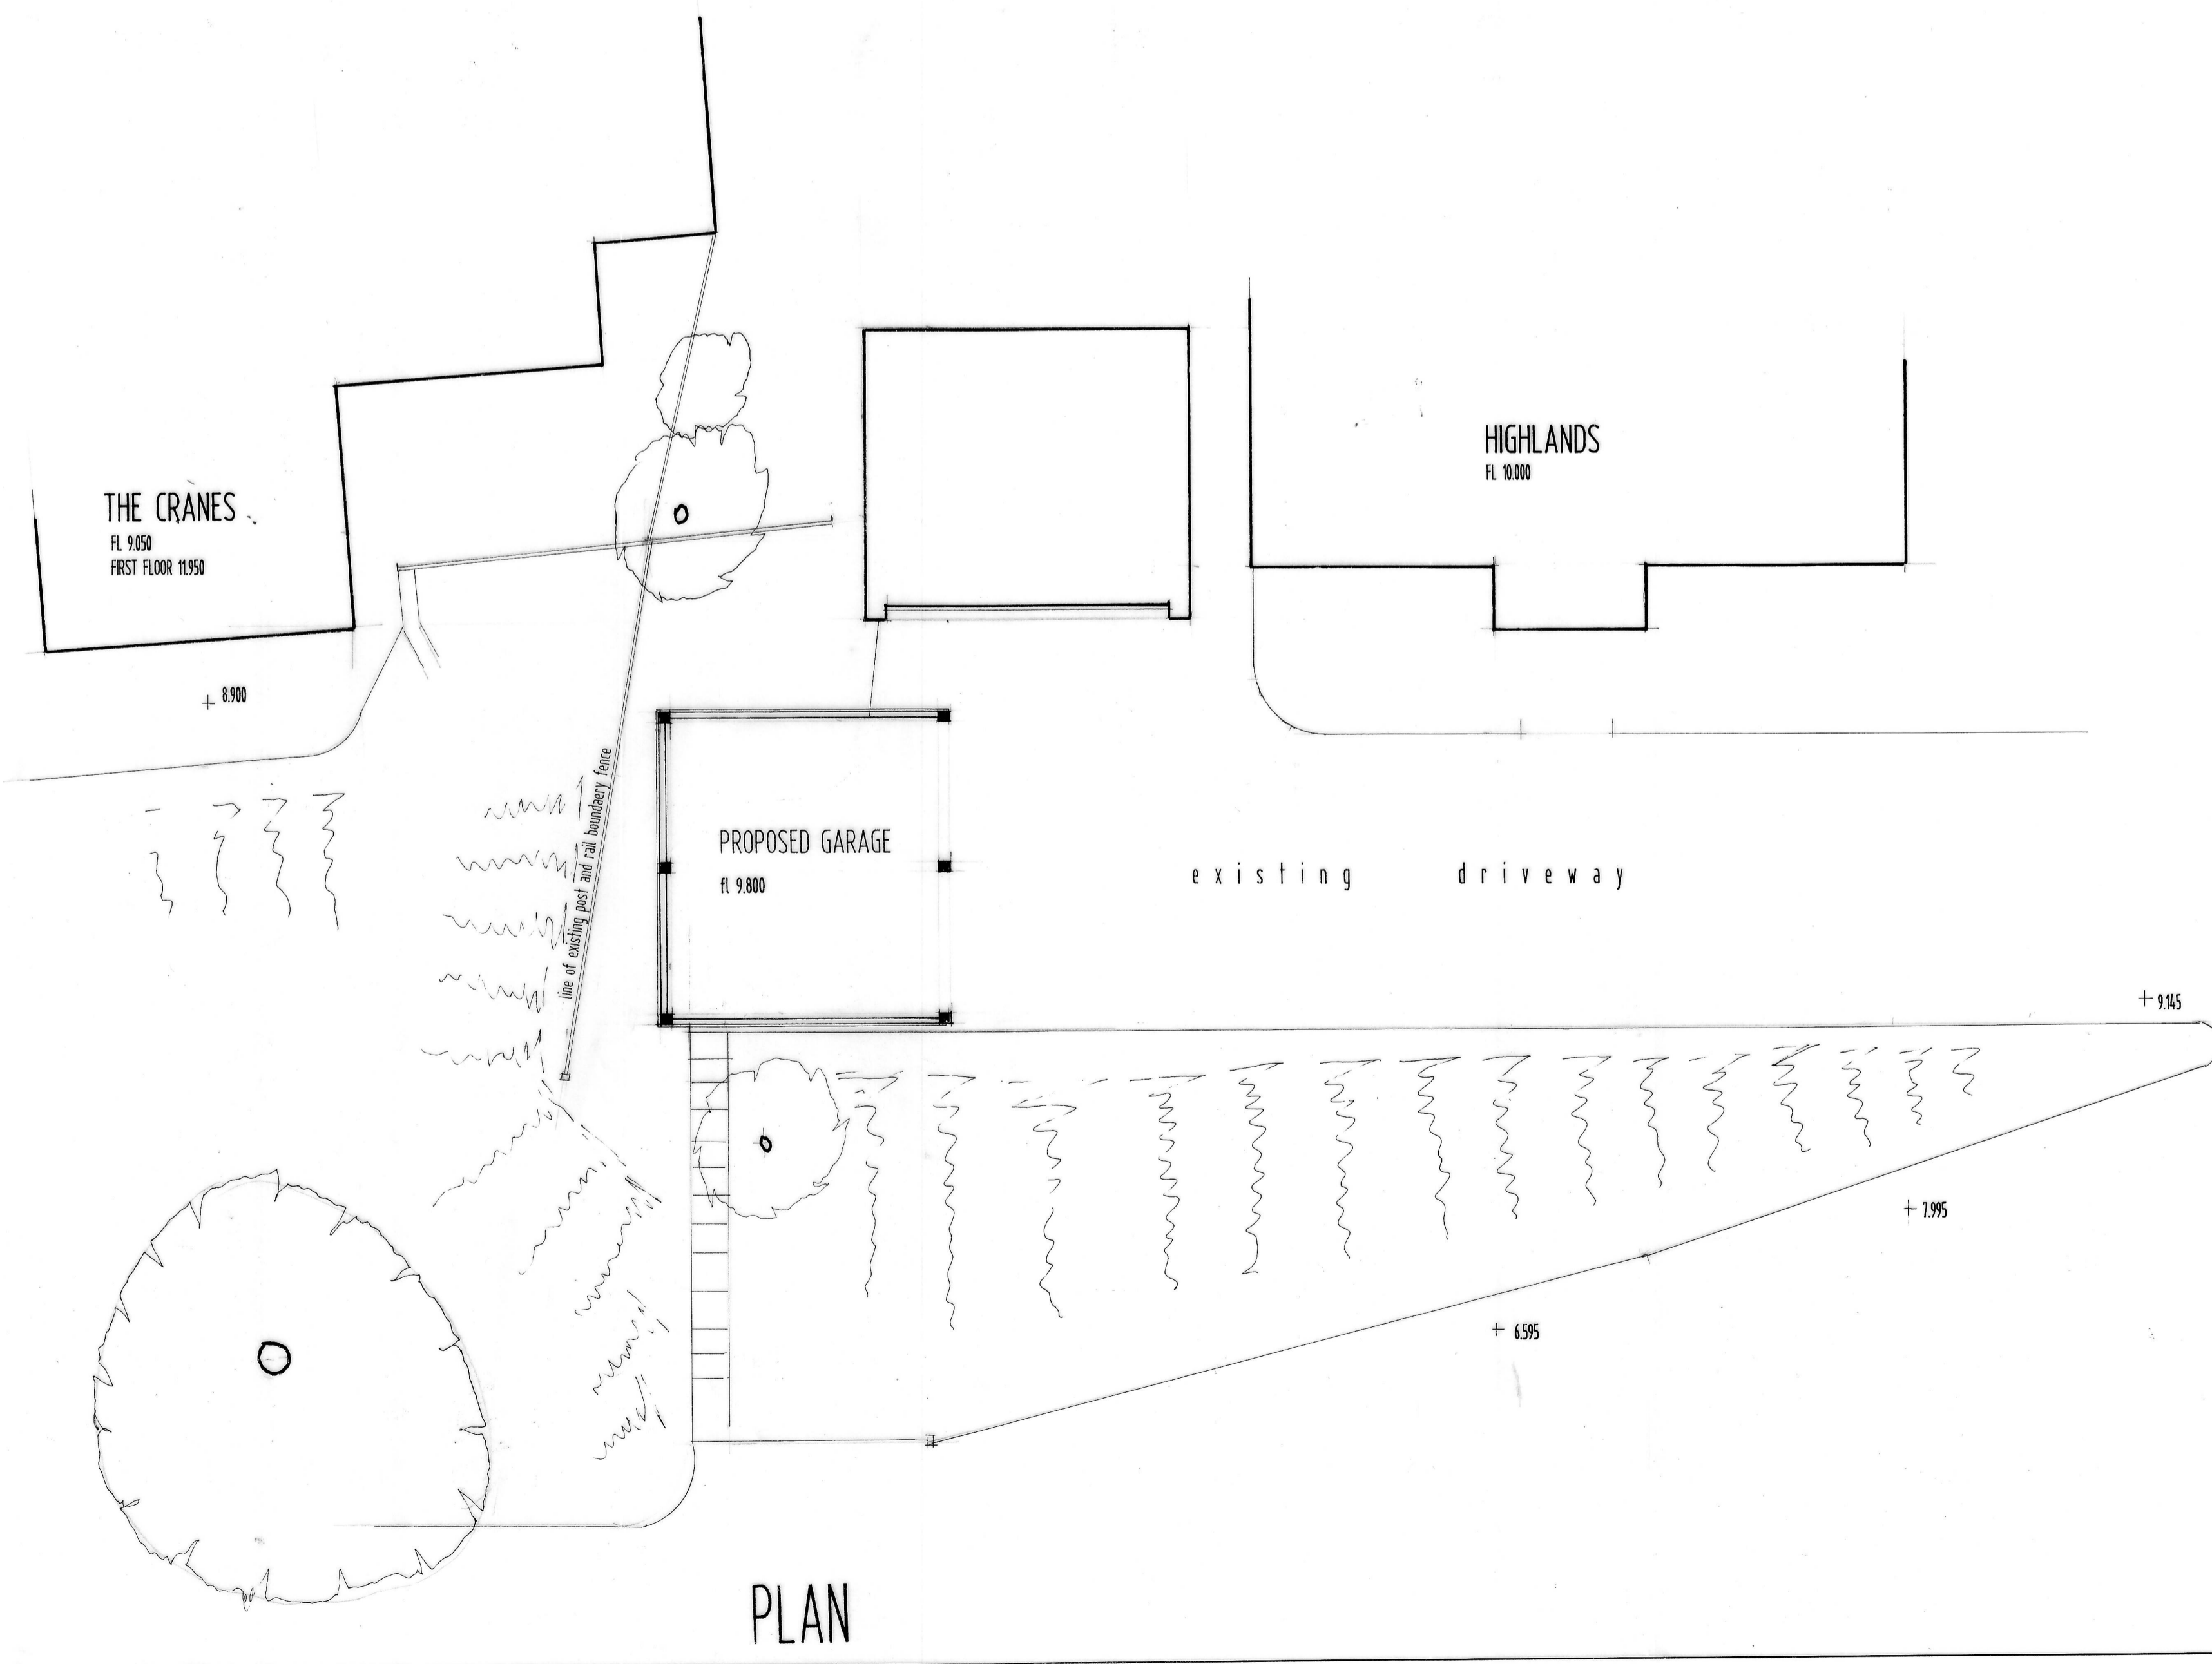 HIGHLANDS
FL 10.000
THE CRANES
FL 9.050
FIRST FLOOR 11.950
8.900
line of existing post and rail boundaery fence
PROPOSED GARAGE
fl 9.800
existing driveway
9.145
7.995
6.595
PLAN